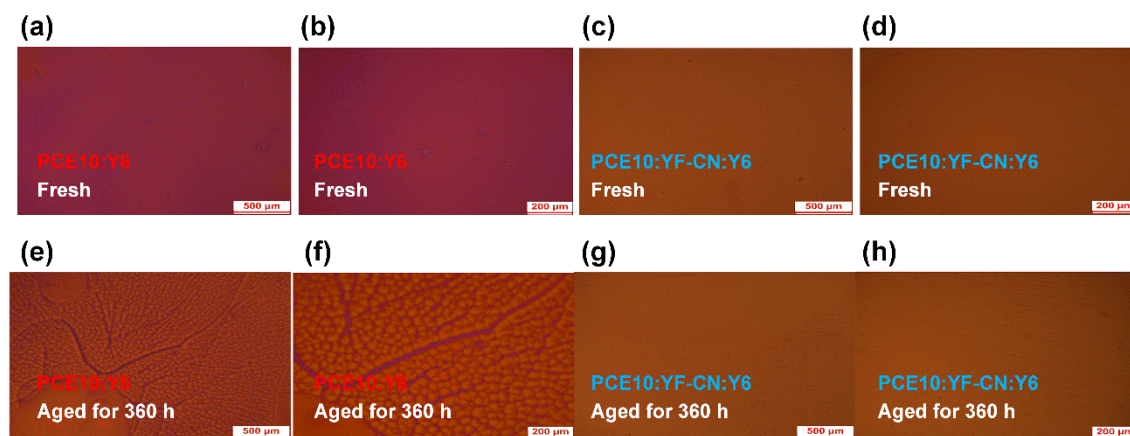 (a)
(b)
(c)
(d)
PCE10:Y6
Fresh
500 µm
PCE10:Y6
Fresh
200 µm
PCE10:YF-CN:Y6
Fresh
500 µm
PCE10:YF-CN:Y6
Fresh
200 µm
(e)
(f)
(g)
(h)
PCE10:Y6
Aged for 360 h
500 µm
PCE10:Y6
Aged for 360 h
200 µm
PCE10:YF-CN:Y6
Aged for 360 h
500 µm
PCE10:YF-CN:Y6
Aged for 360 h
200 µm